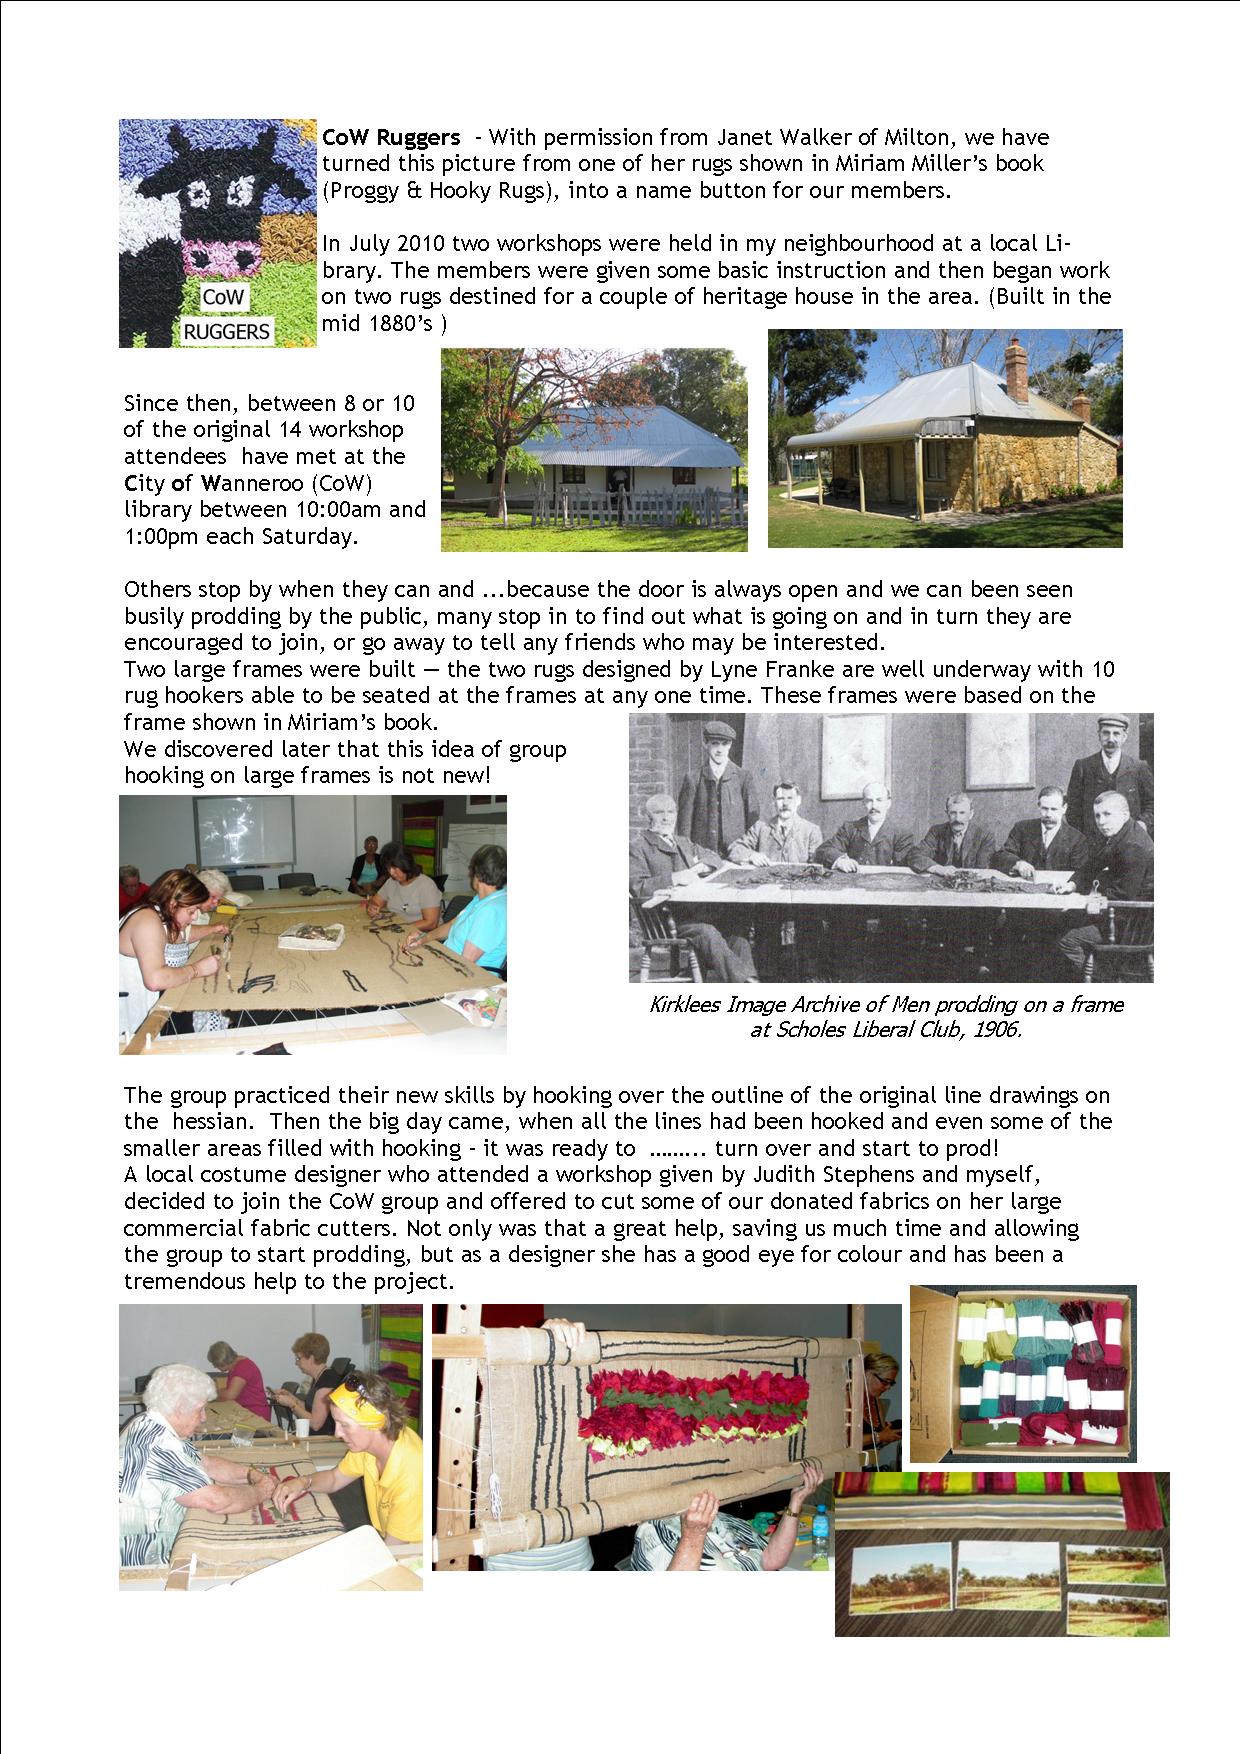 CoW Ruggers - With permission from Janet Walker of Milton, we have
turned this picture from one of her rugs shown in Miriam Miller's book
(Proggy & Hooky Rugs), into a name button for our members.
CoW
RUGGERS
In July 2010 two workshops were held in my neighbourhood at a local Li-
brary. The members were given some basic instruction and then began work
on two rugs destined for a couple of heritage house in the area. (Built in the
mid 1880's )
Since then, between 8 or 10
of the original 14 workshop
attendees have met at the
City of Wanneroo (CoW)
library between 10:00am and
1:00pm each Saturday.
Others stop by when they can and ...because the door is always open and we can been seen
busily prodding by the public, many stop in to find out what is going on and in turn they are
encouraged to join, or go away to tell any friends who may be interested.
Two large frames were built — the two rugs designed by Lyne Franke are well underway with 10
rug hookers able to be seated at the frames at any one time. These frames were based on the
frame shown in Miriam's book.
We discovered later that this idea of group
hooking on large frames is not new!
Kirklees Image Archive of Men prodding on a frame
at Scholes Liberal Club, 1906.
The group practiced their new skills by hooking over the outline of the original line drawings on
the hessian. Then the big day came, when all the lines had been hooked and even some of the
smaller areas filled with hooking - it was ready to ……... turn over and start to prod!
A local costume designer who attended a workshop given by Judith Stephens and myself,
decided to join the CoW group and offered to cut some of our donated fabrics on her large
commercial fabric cutters. Not only was that a great help, saving us much time and allowing
the group to start prodding, but as a designer she has a good eye for colour and has been a
tremendous help to the project.